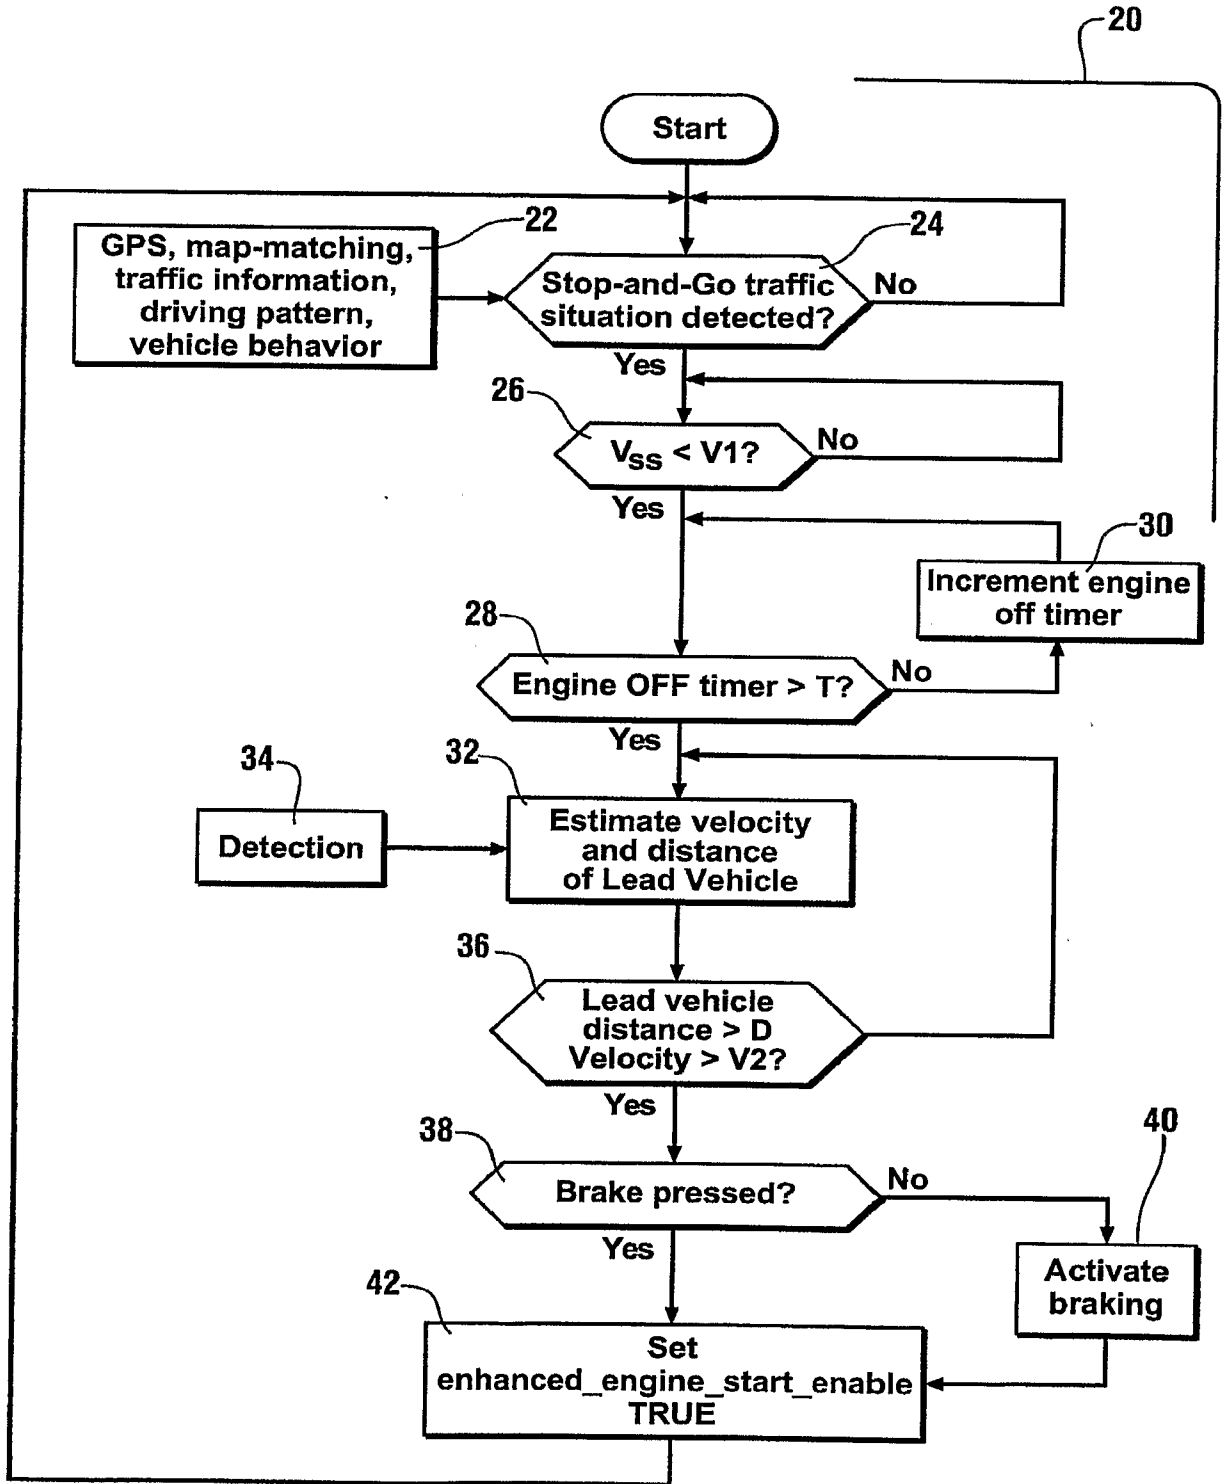 20
Start
22
GPS, map-matching,
traffic information,
driving pattern,
vehicle behavior
24
Stop-and-Go traffic
situation detected?
No
Yes
26
VSS < V1?
No
Yes
30
Increment engine
off timer
28
Engine OFF timer > T?
No
Yes
34
Detection
32
Estimate velocity
and distance
of Lead Vehicle
36
Lead vehicle
distance > D
Velocity > V2?
Yes
38
Brake pressed?
No
40
Activate
braking
Yes
42
Set
enhanced_engine_start_enable
TRUE